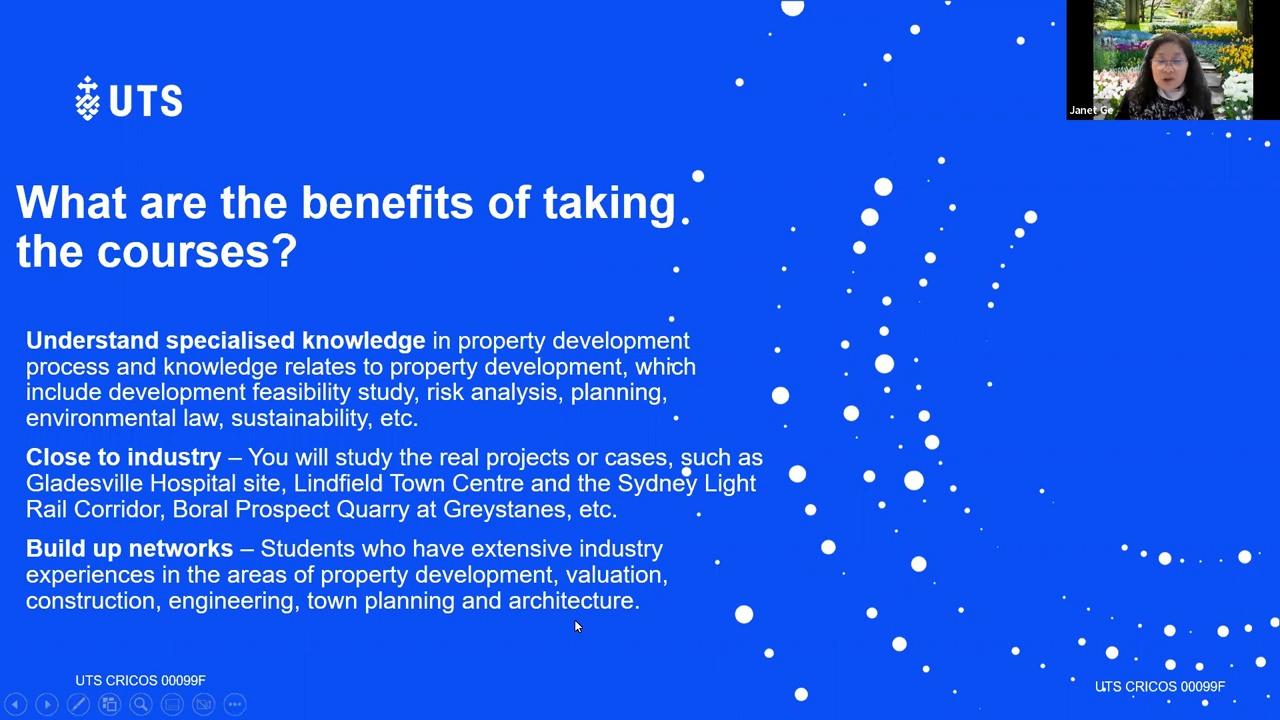 UTS
Janet Ge
What are the benefits of taking
the courses?
Understand specialised knowledge in property development
process and knowledge relates to property development, which
include development feasibility study, risk analysis, planning,
environmental law, sustainability, etc.
Close to industry – You will study the real projects or cases, such as
Gladesville Hospital site, Lindfield Town Centre and the Sydney Light
Rail Corridor, Boral Prospect Quarry at Greystanes, etc.
Build up networks – Students who have extensive industry
experiences in the areas of property development, valuation,
construction, engineering, town planning and architecture.
UTS CRICOS 00099F
UTS CRICOS 00099F